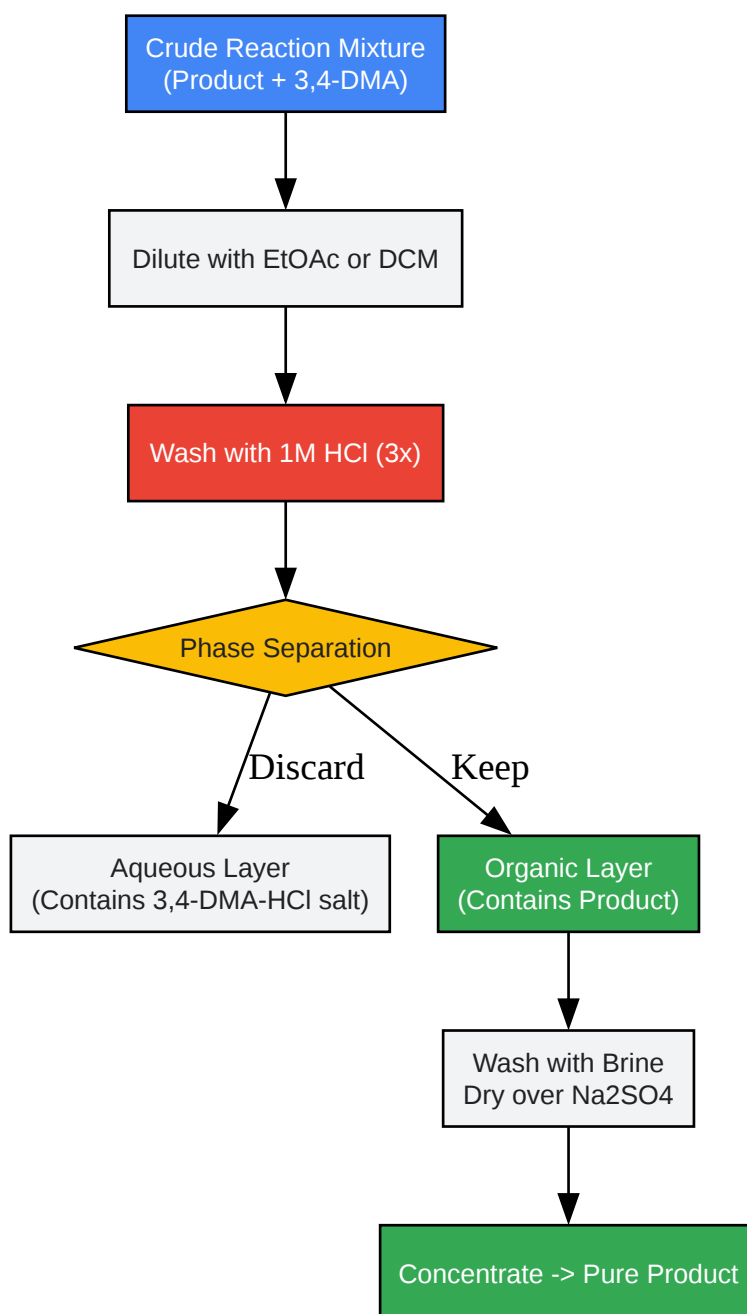 Crude Reaction Mixture
(Product + 3,4-DMA)
Dilute with EtOAc or DCM
Wash with 1M HCl (3x)
Phase Separation
Discard
Keep
Aqueous Layer
(Contains 3,4-DMA-HCl salt)
Organic Layer
(Contains Product)
Wash with Brine
Dry over Na2SO4
Concentrate -> Pure Product